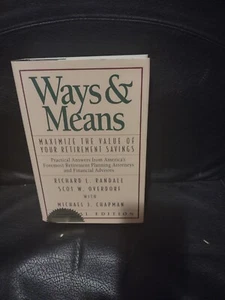 Ways &
Means
MAXIMIZE THE VALUE OF
YOUR RETIREMENT SAVINGS
Practical Answers from America's
Foremost Retirement Planning Attorneys
and Financial Advisors
RICHARD L. RANDALL
SCOT W. OVERDORF
WITH
MICHAEL S. CHAPMAN
EDITION